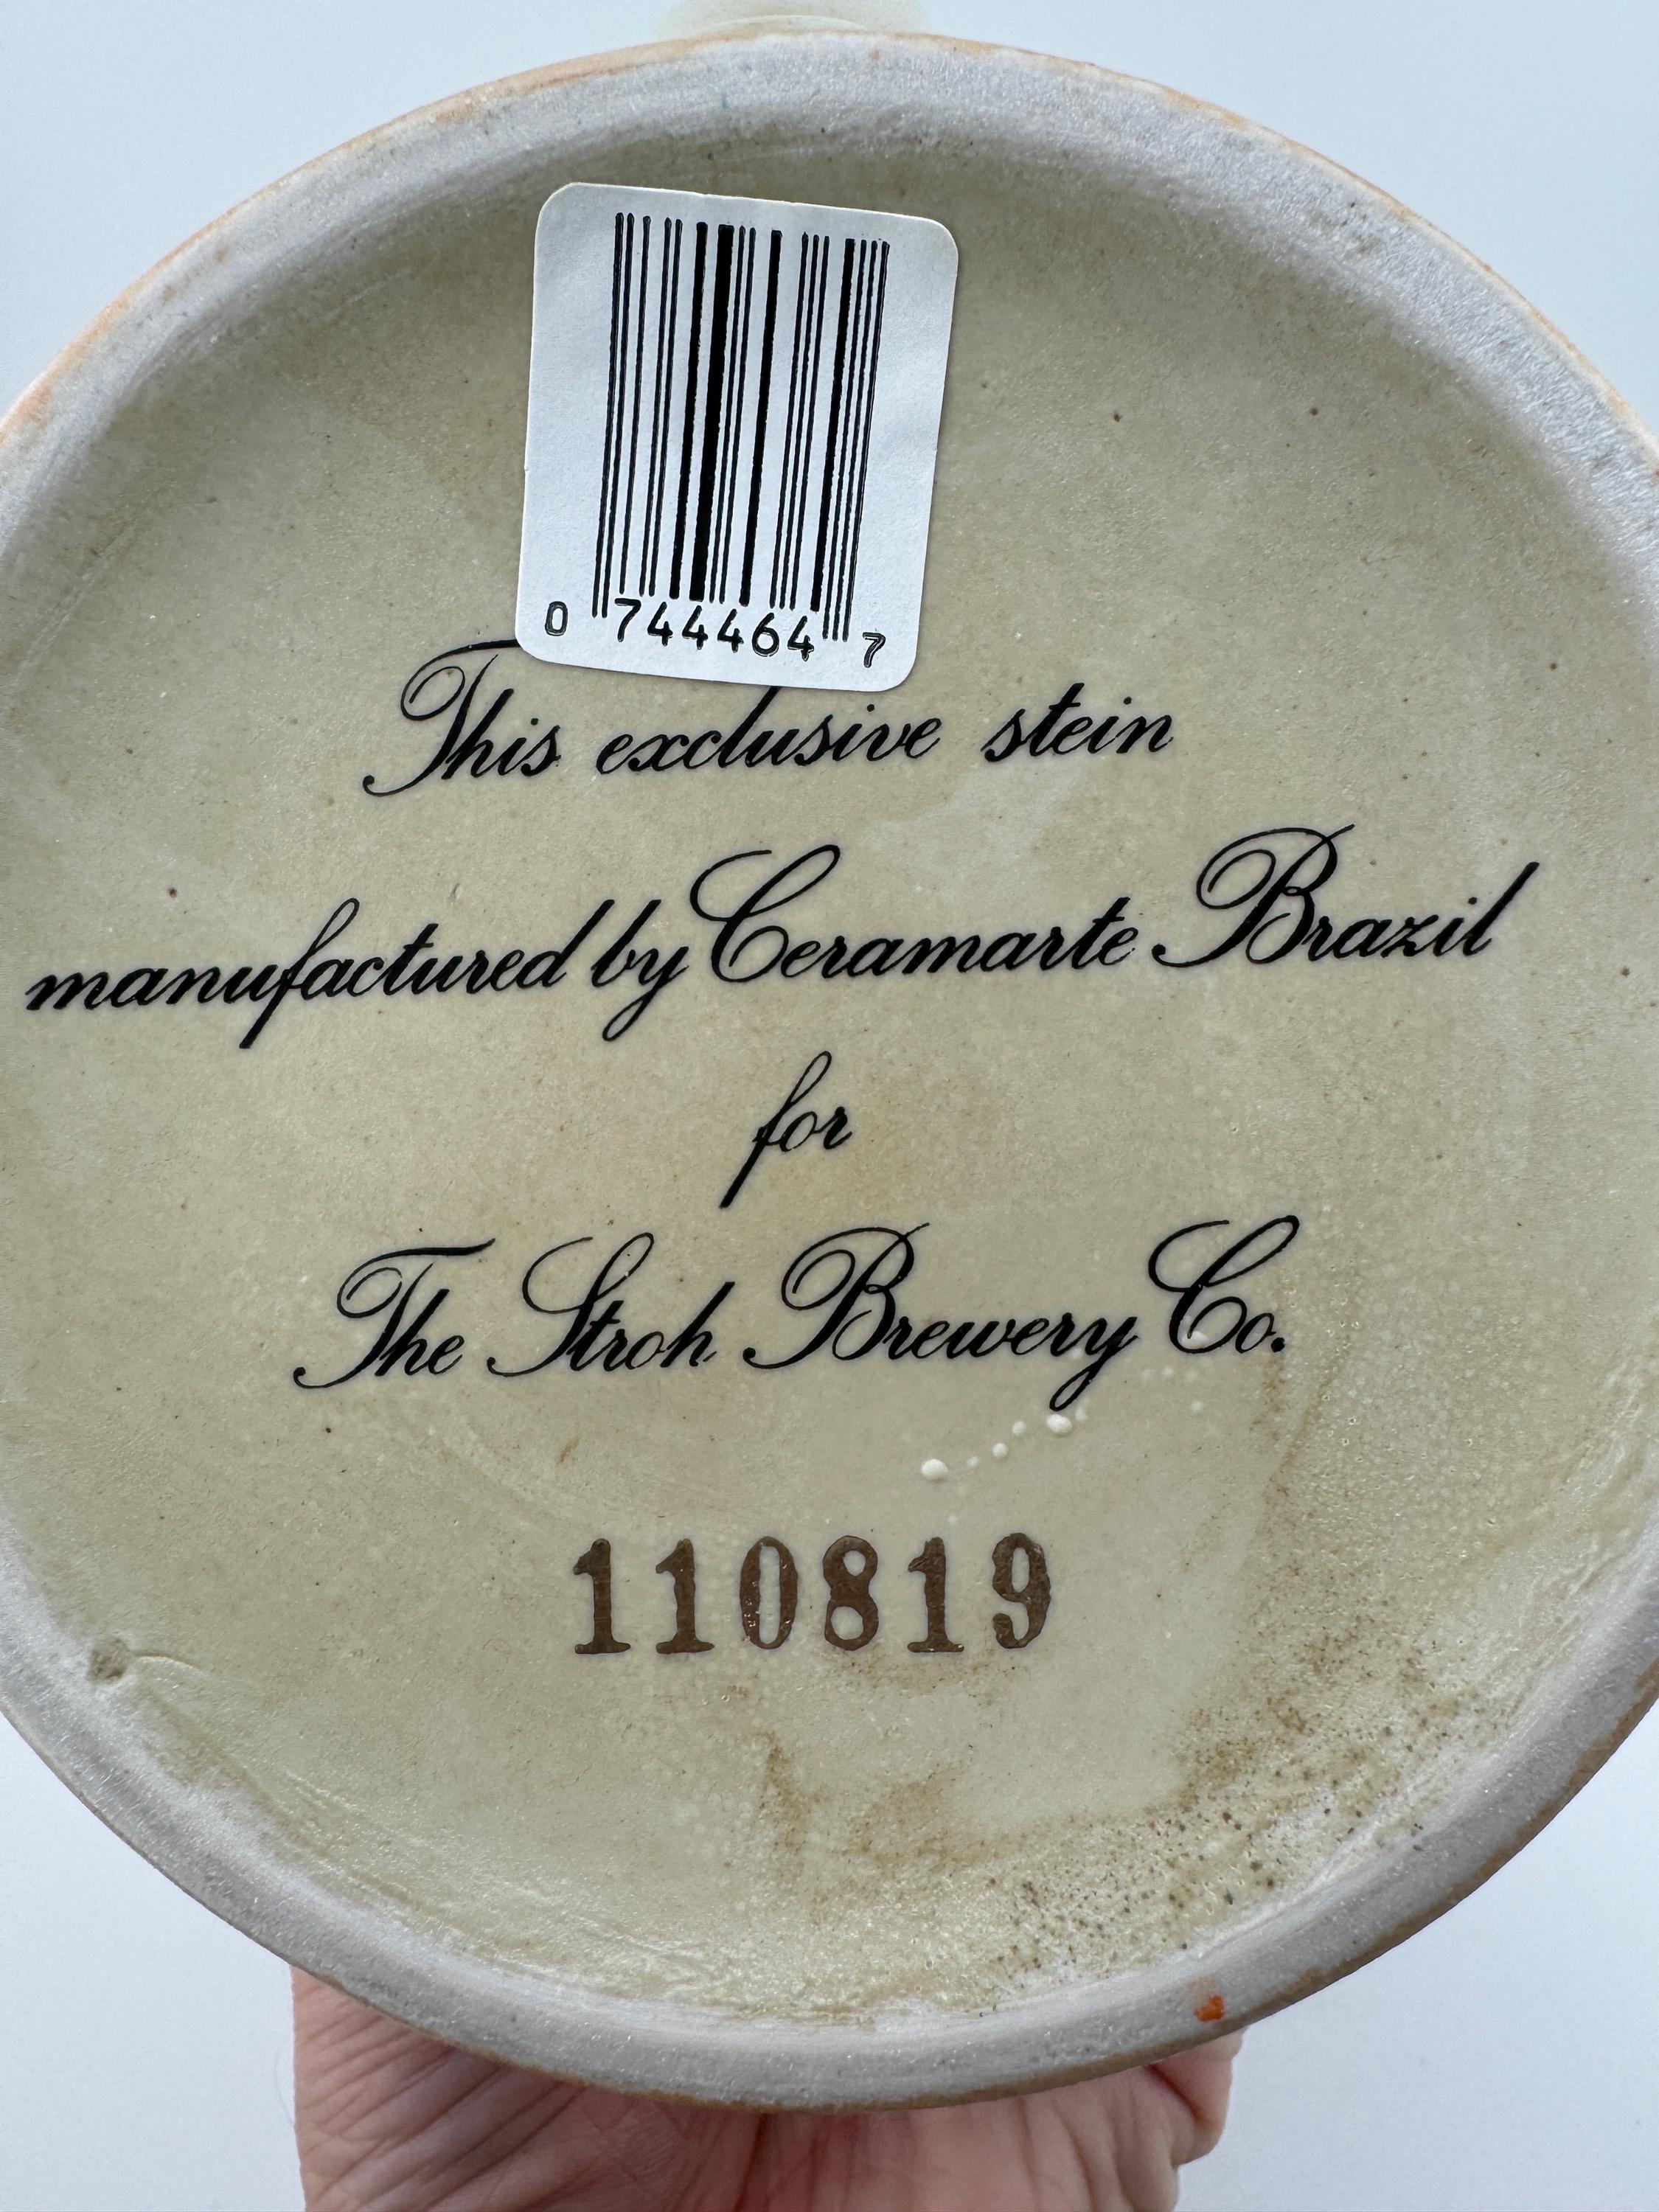 0 744464 7
This exclusive stein
manufactured by Ceramarte Brazil
for
The Stroh Brewery Co.
110819